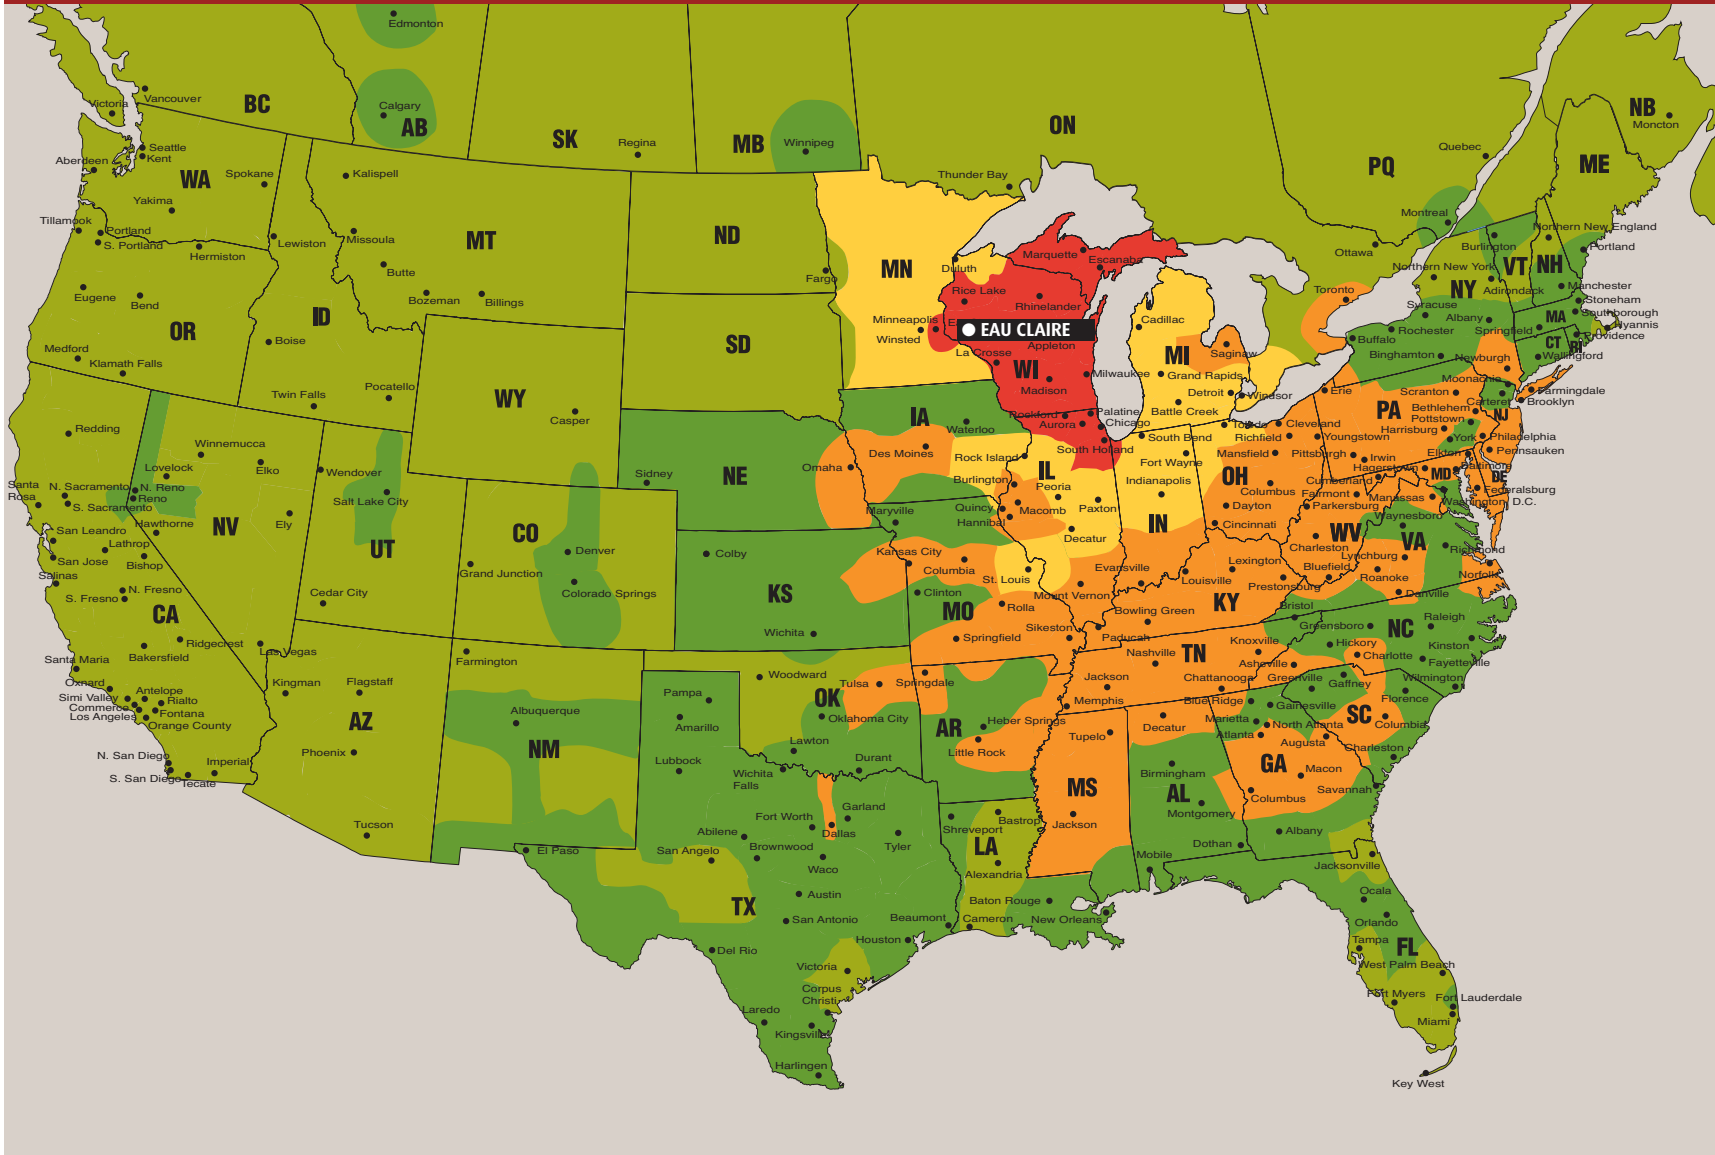 Edmonton
Calgary
AB
Vancouver
Victoria
BC
SK
Regina
MB
Winnipeg
ON
Thunder Bay
PQ
Quebec
Montreal
Ottawa
Toronto
NB
Moncton
ME
Seattle
Kent
Aberdeen
WA
Spokane
Yakima
Tillamook
Portland
S. Portland
Hermiston
Lewiston
Eugene
Bend
OR
Medford
Klamath Falls
Kalispell
Missoula
MT
Butte
Bozeman
Billings
ID
Boise
Twin Falls
Pocatello
WY
Casper
ND
Fargo
SD
MN
Duluth
Minneapolis
Winsted
Marquette
Escanaba
Rice Lake
Rhinelander
EAU CLAIRE
Appleton
La Crosse
WI
Milwaukee
Madison
Rockford
Palatine
Aurora
Chicago
South Holland
Cadillac
MI
Saginaw
Grand Rapids
Detroit
Windsor
Battle Creek
South Bend
Toledo
Cleveland
Richfield
Youngstown
Mansfield
Fort Wayne
Indianapolis
IN
OH
Columbus
Dayton
Cincinnati
IA
Waterloo
Des Moines
Rock Island
Burlington
IL
Peoria
Macomb
Paxton
Quincy
Hannibal
Decatur
Omaha
NE
Sidney
Maryville
Kansas City
Columbia
St. Louis
Clinton
MO
Rolla
Springfield
Sikeston
Mount Vernon
Evansville
Redding
Santa
Rosa
N. Sacramento
S. Sacramento
San Leandro
Lathrop
San Jose
Salinas
N. Fresno
S. Fresno
CA
Bakersfield
Ridgecrest
Santa Maria
Oxnard
Simi Valley
Commerce
Los Angeles
Antelope
Rialto
Fontana
Orange County
N. San Diego
S. San Diego
Tecate
Imperial
Winnemucca
Lovelock
N. Reno
Reno
Elko
Ely
NV
Hawthorne
Bishop
Las Vegas
Wendover
Salt Lake City
UT
Cedar City
CO
Denver
Grand Junction
Colorado Springs
Colby
KS
Wichita
Kingman
Flagstaff
AZ
Phoenix
Tucson
Farmington
Albuquerque
NM
Pampa
Amarillo
Lubbock
Woodward
OK
Tulsa
Oklahoma City
Lawton
Durant
Wichita
Falls
Fort Worth
Garland
Dallas
Abilene
Brownwood
Tyler
Waco
San Angelo
El Paso
TX
Austin
San Antonio
Del Rio
Beaumont
Houston
Victoria
Corpus
Christi
Laredo
Kingsville
Harlingen
Springdale
AR
Heber Springs
Little Rock
Shreveport
Bastrop
LA
Alexandria
Baton Rouge
Cameron
New Orleans
Tupelo
MS
Jackson
Decatur
Birmingham
AL
Montgomery
Dothan
Mobile
Jackson
Memphis
Nashville
TN
Knoxville
Chattanooga
Paducah
Bowling Green
KY
Louisville
Lexington
Prestonsburg
Charleston
WV
Bluefield
Parkersburg
Fairmont
Cumberland
Hagerstown
Manassas
Waynesboro
VA
Lynchburg
Roanoke
Richmond
Norfolk
Danville
Bristol
Greensboro
NC
Raleigh
Hickory
Kinston
Charlotte
Fayetteville
Asheville
Wilmington
Greenville
Gaffney
Florence
SC
Columbia
Charleston
Blue Ridge
Gainesville
Marietta
North Atlanta
Atlanta
Augusta
GA
Macon
Columbus
Savannah
Albany
Jacksonville
Ocala
Orlando
Tampa
FL
West Palm Beach
Fort Myers
Fort Lauderdale
Miami
Key West
Erie
PA
Scranton
Bethlehem
Pottstown
Harrisburg
York
Philadelphia
Pennsauken
Pittsburgh
Irwin
Elkton
Baltimore
MD
DE
Federalsburg
Washington, D.C.
NJ
Carteret
Moonachie
Farmingdale
Brooklyn
Newburgh
Binghamton
Buffalo
Rochester
Syracuse
Albany
NY
Adirondack
Northern New York
Burlington
VT
NH
Northern New England
Portland
Manchester
Stoneham
Southborough
Hyannis
Providence
MA
Springfield
CT
RI
Wallingford